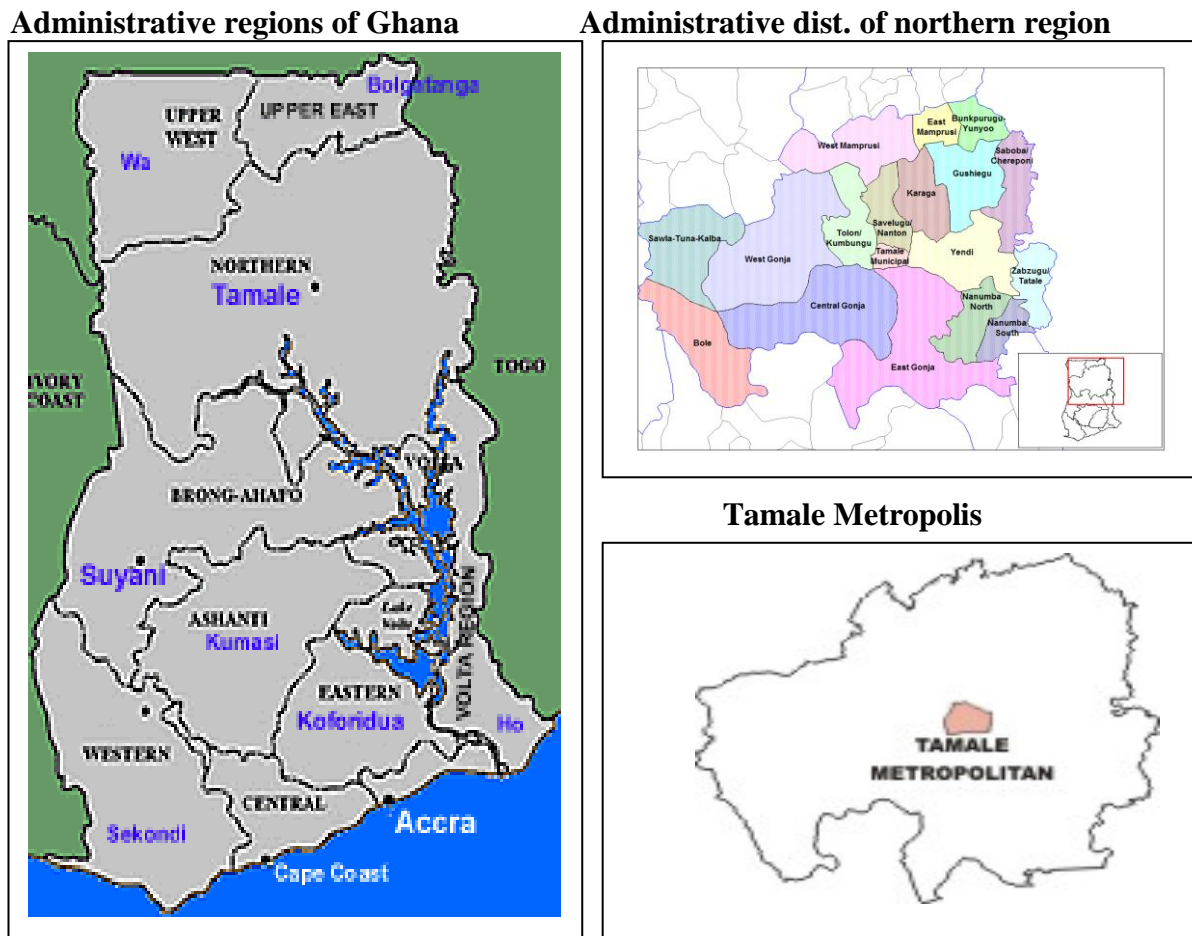 Administrative regions of Ghana
Bolgatanga
UPPER EAST
UPPER
WEST
Wa
NORTHERN
Tamale
TOGO
IVORY
COAST
VOLTA
BRONG-AHAFO
Suyani
ASHANTI
Kumasi
Lake
Volta
VOLTA REGION
EASTERN
Koforidua
Ho
WESTERN
CENTRAL
Accra
Sekondi
Cape Coast
Administrative dist. of northern region
Bunkpurugu-
Yunyoo
East
Mamprusi
West Mamprusi
Saboba/
Chereponi
Gushiegu
Karaga
Savelugu/
Nanton
Tolon/
Kumbungu
Sawla-Tuna-Kalba...
West Gonja
Tamale
Municipal
Yendi
Zabzugu/
Tatale
Central Gonja
Nanumba
North
Nanumba
South
Bole
East Gonja
Tamale Metropolis
TAMALE
METROPOLITAN